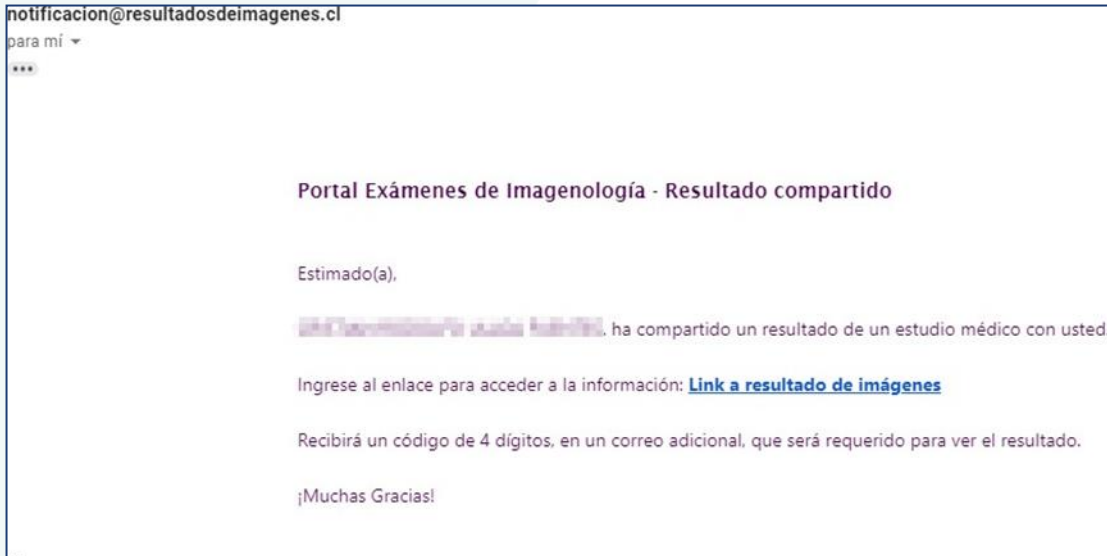 notificacion@resultadosdeimagenes.cl
para mí
Portal Exámenes de Imagenología - Resultado compartido
Estimado(a),
. ha compartido un resultado de un estudio médico con usted
Ingrese al enlace para acceder a la información: Link a resultado de imágenes
Recibirá un código de 4 dígitos, en un correo adicional, que será requerido para ver el resultado.
¡Muchas Gracias!